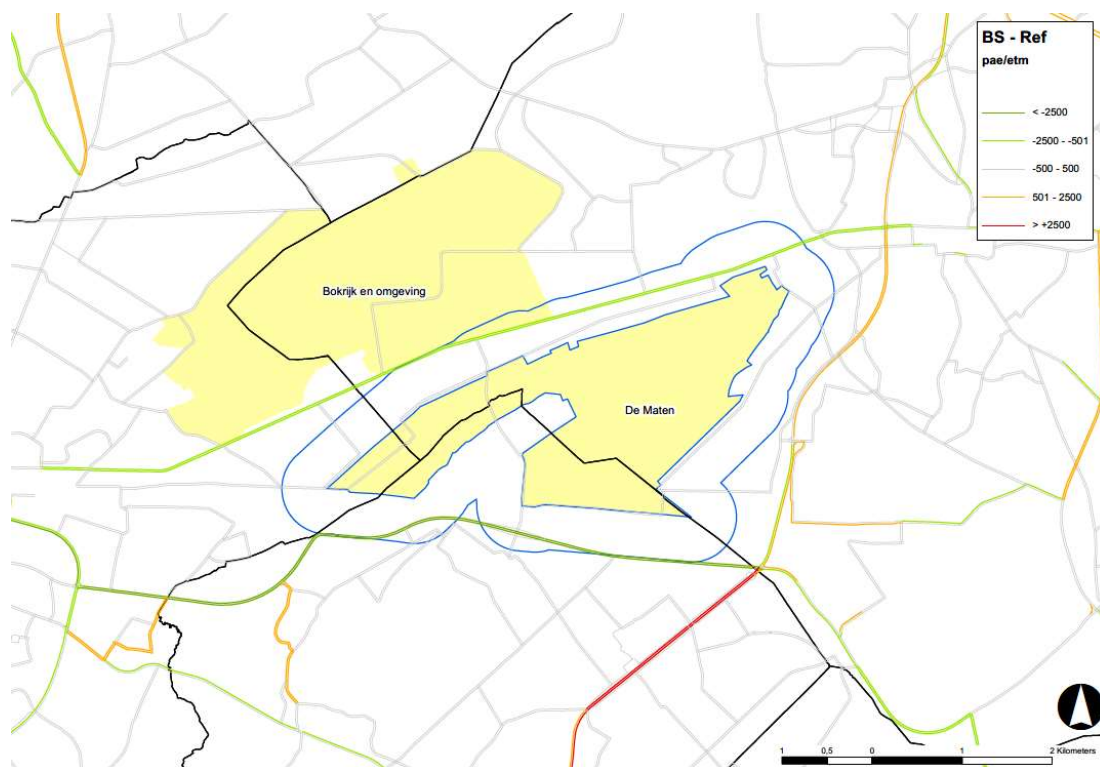 BS - Ref
pae/etm
< -2500
-2500 - -501
-500 - 500
501 - 2500
> +2500
Bokrijk en omgeving
De Maten
1 0,5 0 1 2 Kilometers